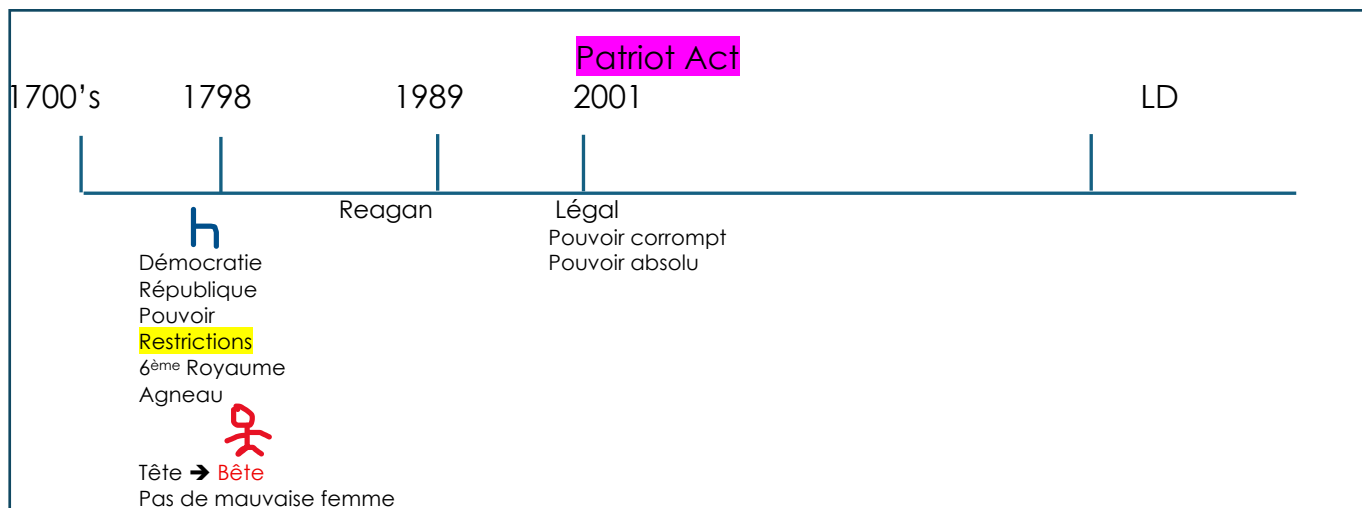 Patriot Act
1700's 1798 1989 2001 LD
Reagan Légal
Pouvoir corrompt
Pouvoir absolu
Démocratie
République
Pouvoir
Restrictions
6ème Royaume
Agneau
Tête ➔ Bête
Pas de mauvaise femme